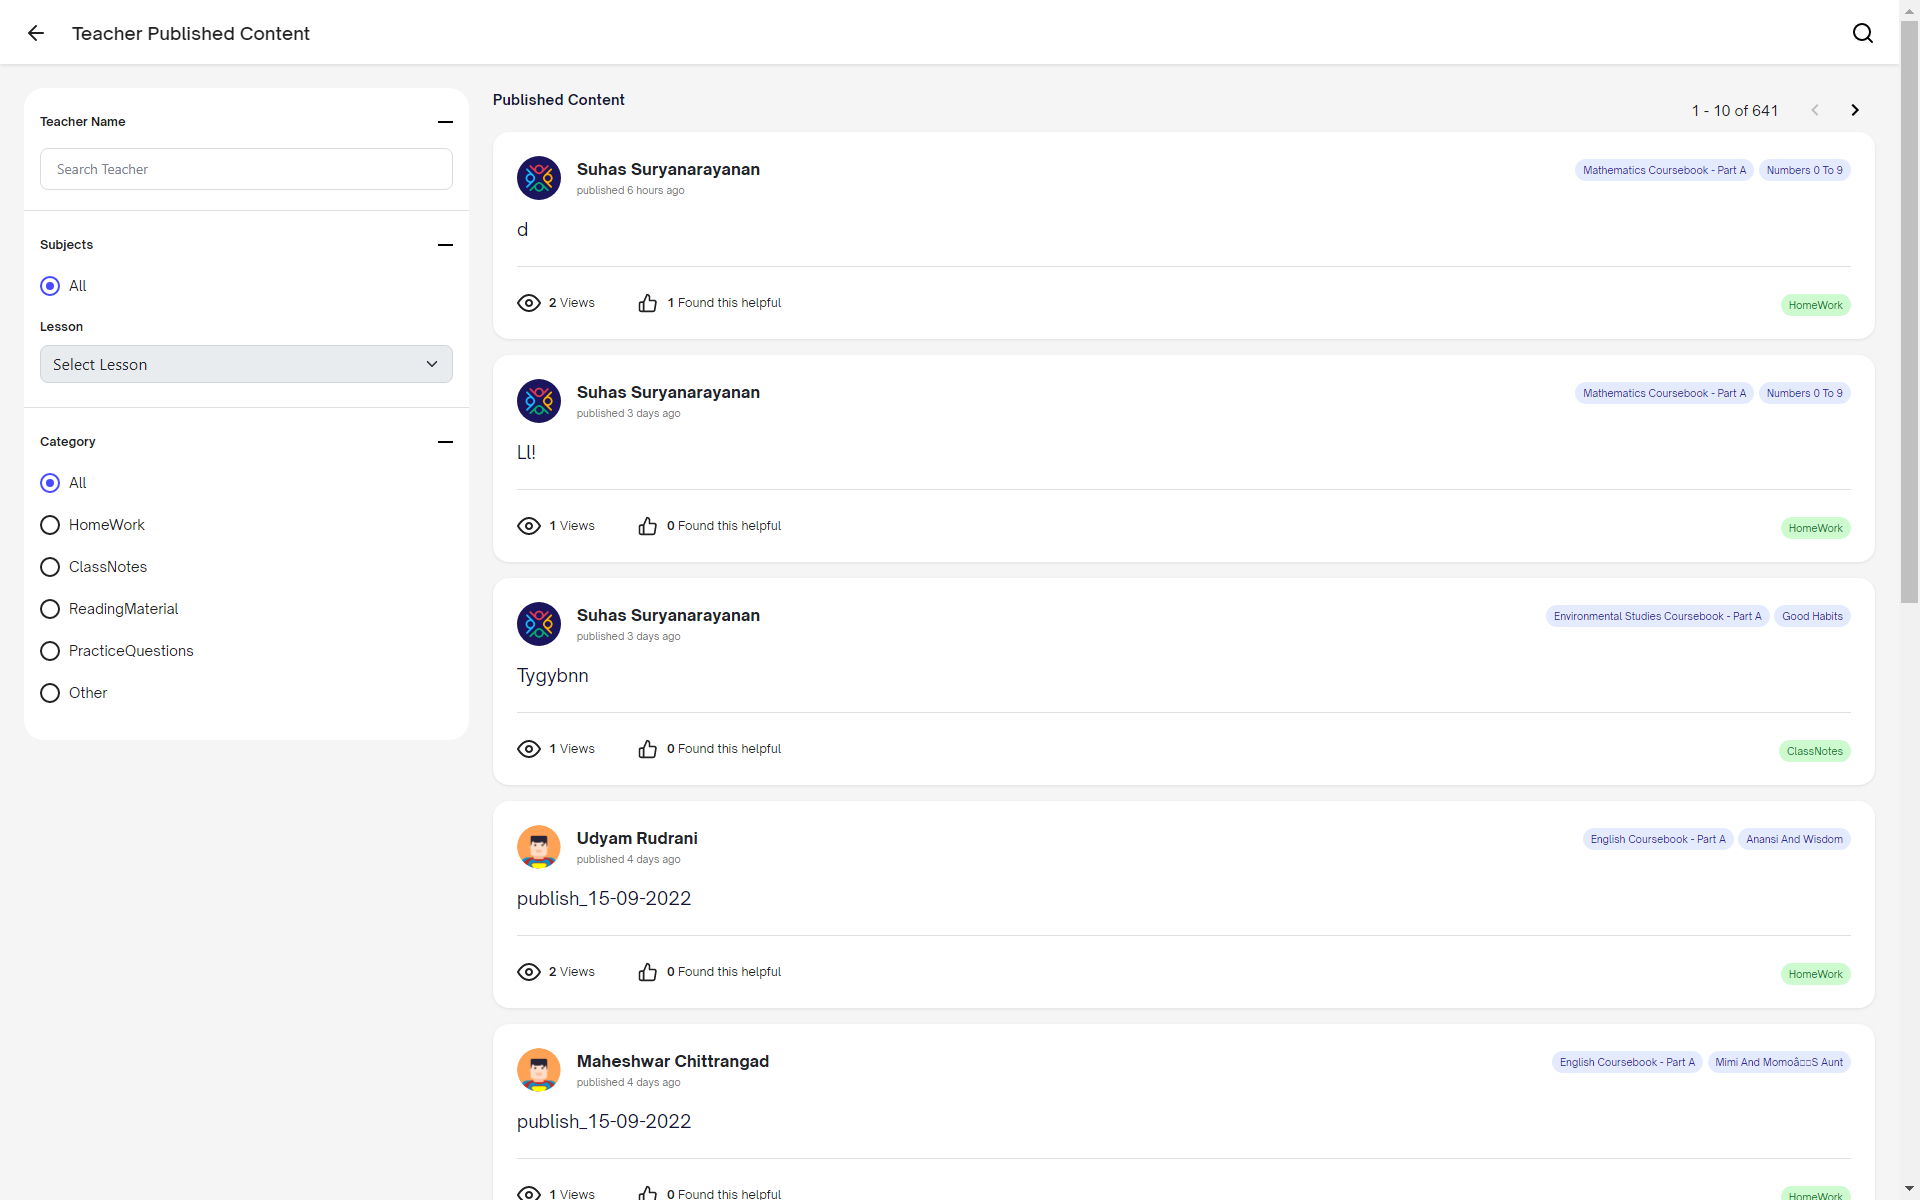 Teacher Published Content
Teacher Name
Search Teacher
Subjects
All
Lesson
Select Lesson
Category
All
HomeWork
ClassNotes
ReadingMaterial
PracticeQuestions
Other
Published Content
1 - 10 of 641
Suhas Suryanarayanan
published 6 hours ago
Mathematics Coursebook - Part A
Numbers 0 To 9
d
2 Views
1 Found this helpful
HomeWork
Suhas Suryanarayanan
published 3 days ago
Mathematics Coursebook - Part A
Numbers 0 To 9
Ll!
1 Views
0 Found this helpful
HomeWork
Suhas Suryanarayanan
published 3 days ago
Environmental Studies Coursebook - Part A
Good Habits
Tygybnn
1 Views
0 Found this helpful
ClassNotes
Udyam Rudrani
published 4 days ago
English Coursebook - Part A
Anansi And Wisdom
publish_15-09-2022
2 Views
0 Found this helpful
HomeWork
Maheshwar Chittrangad
published 4 days ago
English Coursebook - Part A
Mimi And Momoâ□□S Aunt
publish_15-09-2022
1 Views
0 Found this helpful
HomeWork